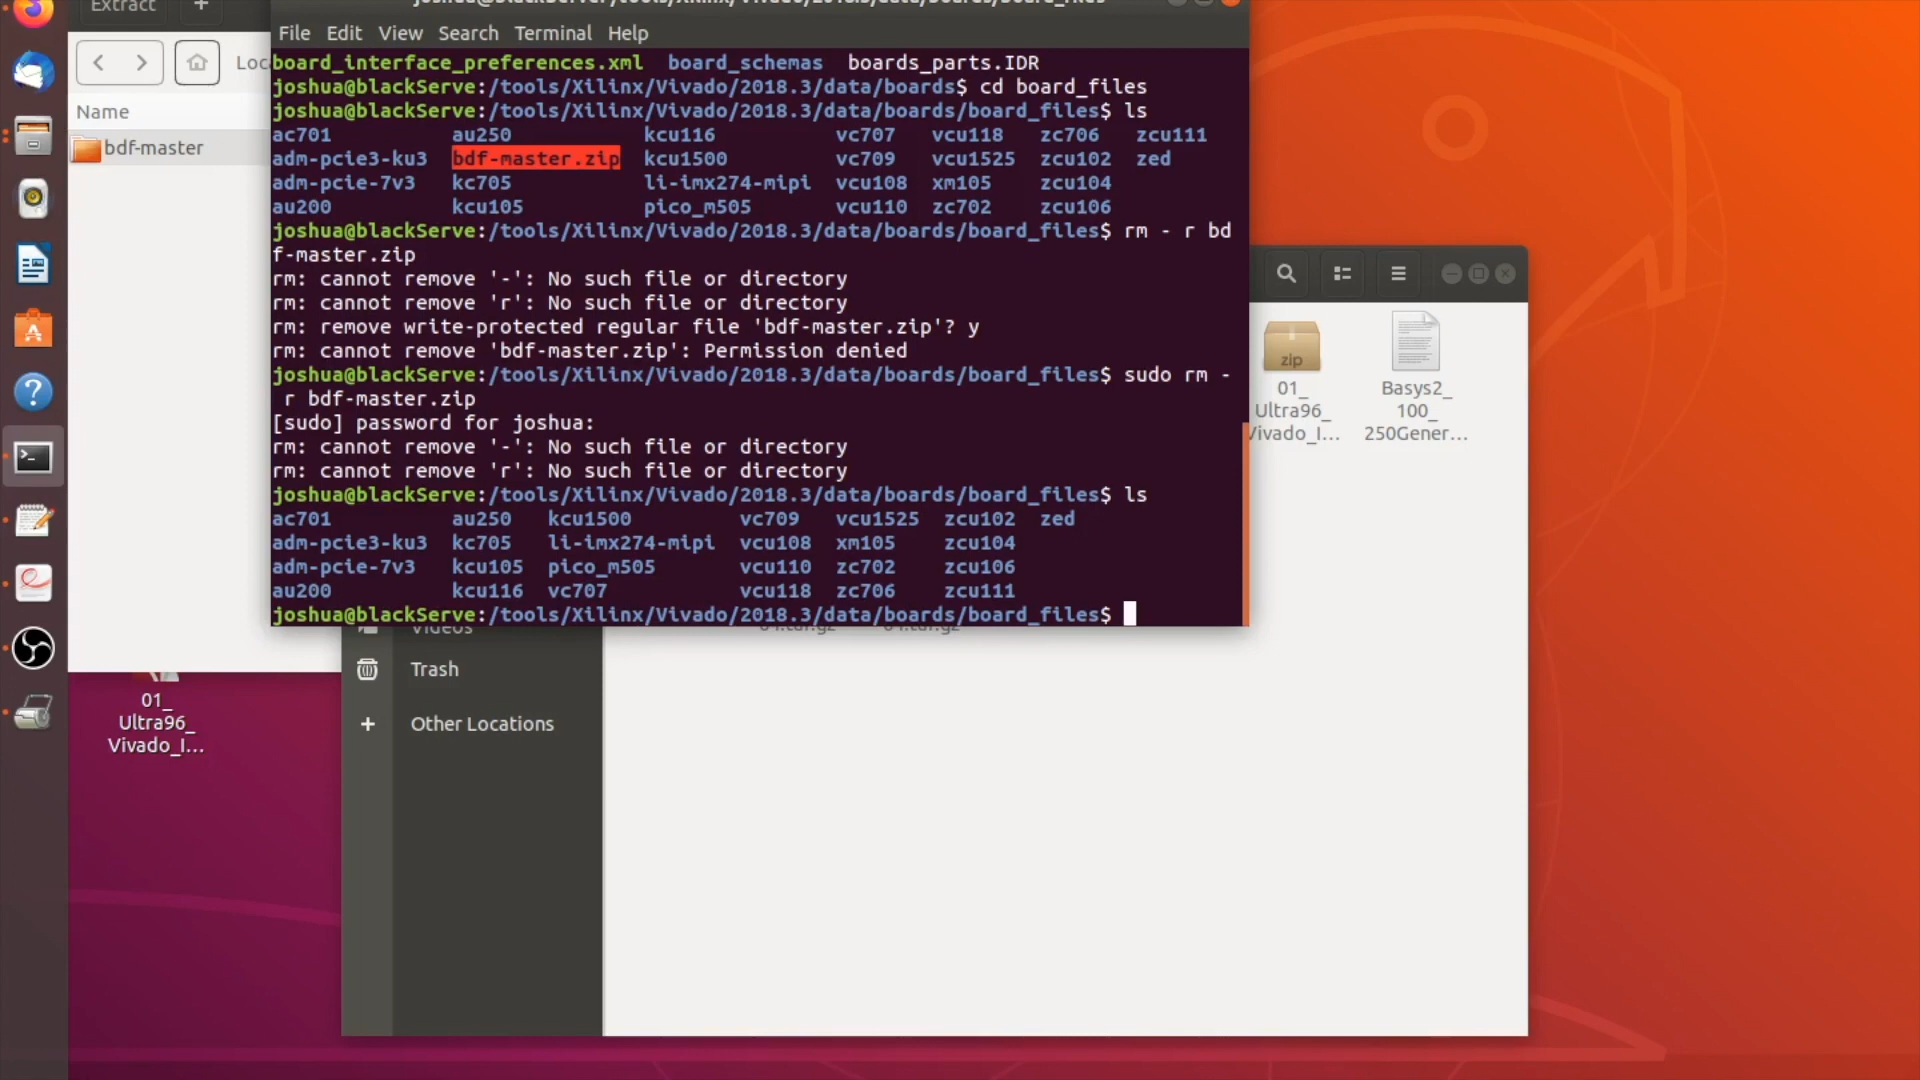 Extract
File Edit View Search Terminal Help
Name
bdf-master
board_interface_preferences.xml board_schemas boards_parts.IDR
joshua@blackServe:/tools/Xilinx/Vivado/2018.3/data/boards$ cd board_files
joshua@blackServe:/tools/Xilinx/Vivado/2018.3/data/boards/board_files$ ls
ac701 au250 kcu116 vc707 vcu118 zc706 zcu111
adm-pcie3-ku3 bdf-master.zip kcu1500 vc709 vcu1525 zcu102 zed
adm-pcie-7v3 kc705 li-imx274-mipi vcu108 xm105 zcu104
au200 kcu105 pico_m505 vcu110 zc702 zcu106
joshua@blackServe:/tools/Xilinx/Vivado/2018.3/data/boards/board_files$ rm - r bd
f-master.zip
rm: cannot remove '-': No such file or directory
rm: cannot remove 'r': No such file or directory
rm: remove write-protected regular file 'bdf-master.zip'? y
rm: cannot remove 'bdf-master.zip': Permission denied
joshua@blackServe:/tools/Xilinx/Vivado/2018.3/data/boards/board_files$ sudo rm -
 r bdf-master.zip
[sudo] password for joshua:
rm: cannot remove '-': No such file or directory
rm: cannot remove 'r': No such file or directory
joshua@blackServe:/tools/Xilinx/Vivado/2018.3/data/boards/board_files$ ls
ac701 au250 kcu1500 vc709 vcu1525 zcu102 zed
adm-pcie3-ku3 kc705 li-imx274-mipi vcu108 xm105 zcu104
adm-pcie-7v3 kcu105 pico_m505 vcu110 zc702 zcu106
au200 kcu116 vc707 vcu118 zc706 zcu111
joshua@blackServe:/tools/Xilinx/Vivado/2018.3/data/boards/board_files$
zip
01_
Ultra96_
Vivado_I...
Basys2_
100_
250Gener...
Videos
Trash
Other Locations
01_
Ultra96_
Vivado_I...